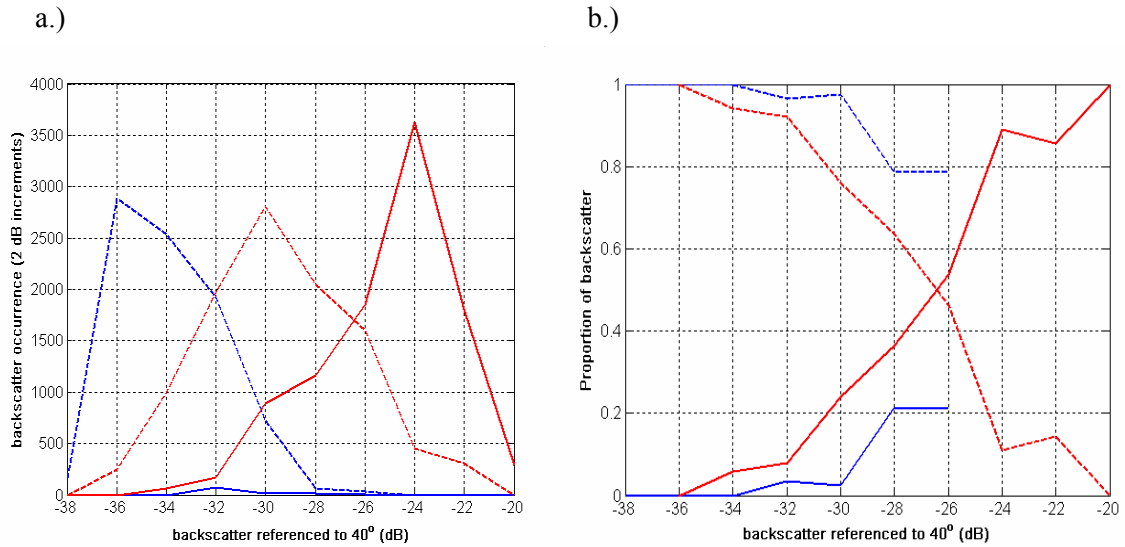 a.)
b.)
backscatter occurrence (2 dB increments)
4000
3500
3000
2500
2000
1500
1000
500
0
-38 -36 -34 -32 -30 -28 -26 -24 -22 -20
backscatter referenced to 40º (dB)
Proportion of backscatter
1
0.8
0.6
0.4
0.2
0
-38 -36 -34 -32 -30 -28 -26 -24 -22 -20
backscatter referenced to 40º (dB)